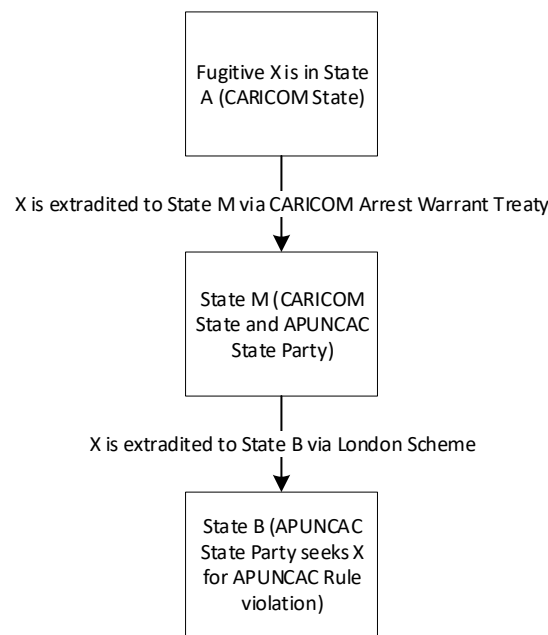 Fugitive X is in State
A (CARICOM State)
X is extradited to State M via CARICOM Arrest Warrant Treaty
State M (CARICOM
State and APUNCAC
State Party)
X is extradited to State B via London Scheme
State B (APUNCAC
State Party seeks X
for APUNCAC Rule
violation)